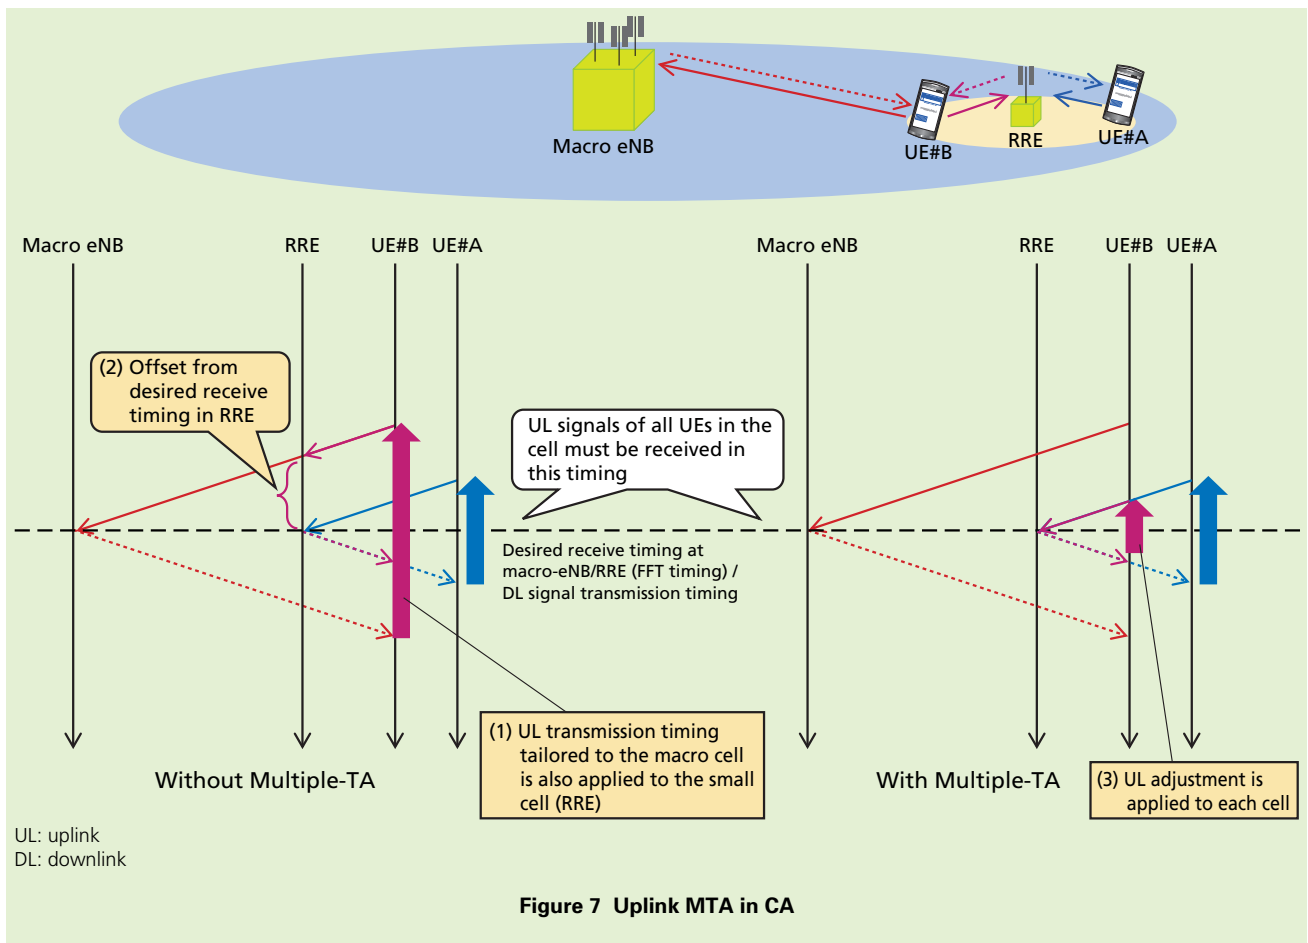 Macro eNB
UE#B
RRE
UE#A
Macro eNB
RRE
UE#B
UE#A
Macro eNB
RRE
UE#B
UE#A
(2) Offset from
desired receive
timing in RRE
UL signals of all UEs in the
cell must be received in
this timing
Desired receive timing at
macro-eNB/RRE (FFT timing) /
DL signal transmission timing
(1) UL transmission timing
tailored to the macro cell
is also applied to the small
cell (RRE)
(3) UL adjustment is
applied to each cell
Without Multiple-TA
With Multiple-TA
UL: uplink
DL: downlink
Figure 7 Uplink MTA in CA